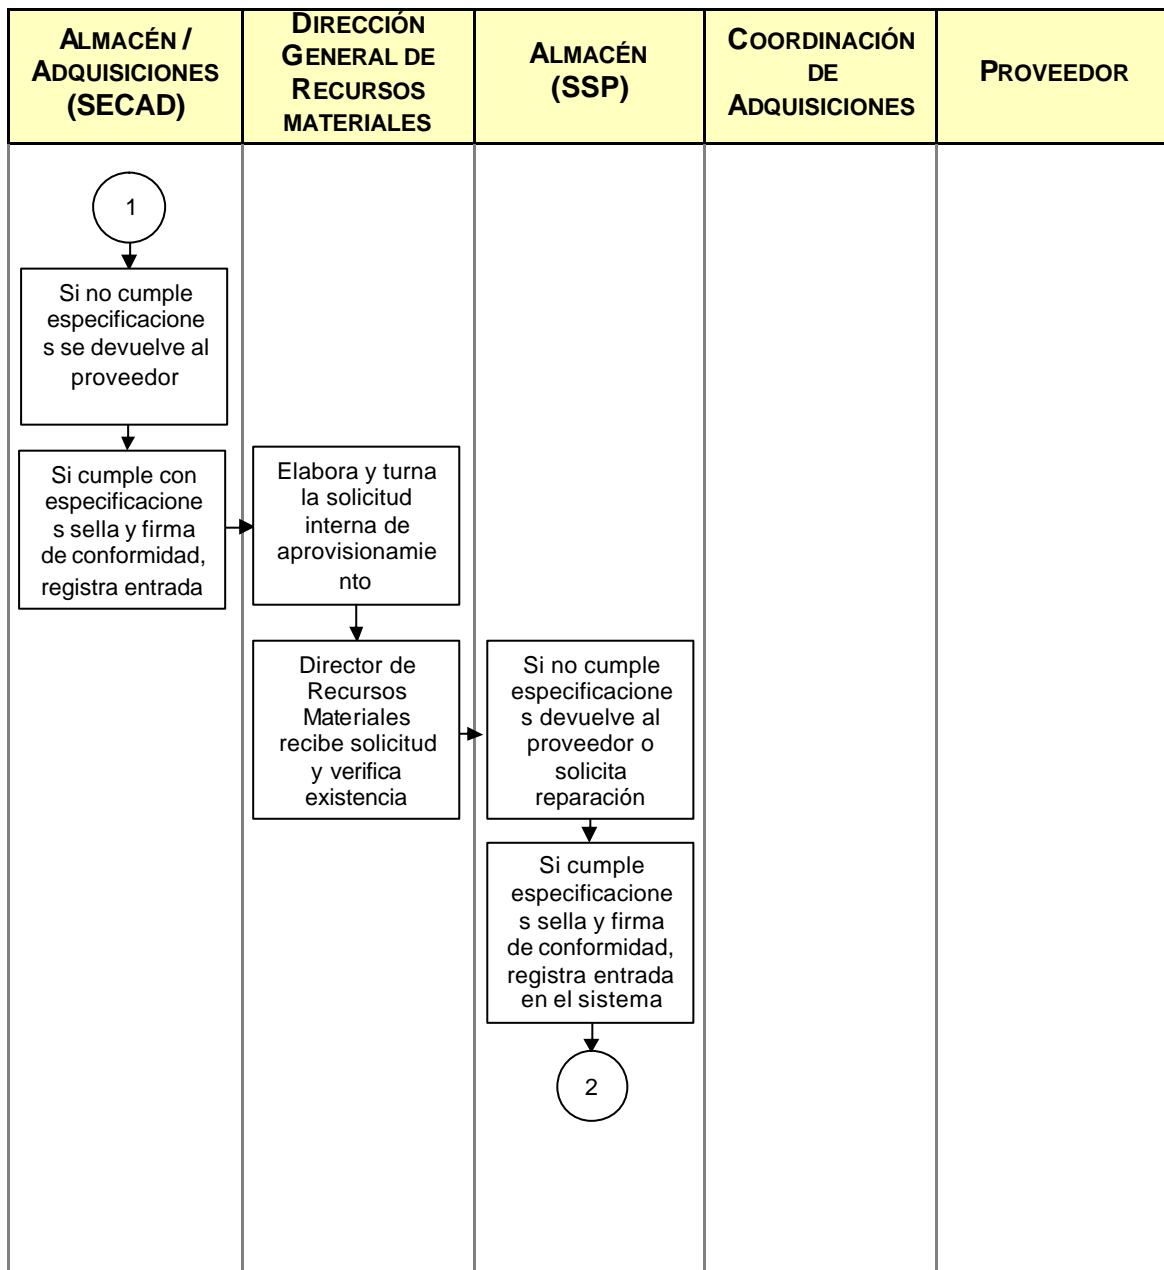 ALMACÉN /
ADQUISICIONES
(SECAD)
DIRECCIÓN
GENERAL DE
RECURSOS
MATERIALES
ALMACÉN
(SSP)
COORDINACIÓN
DE
ADQUISICIONES
PROVEEDOR
1
Si no cumple
especificacione
s se devuelve al
proveedor
Si cumple con
especificacione
s sella y firma
de conformidad,
registra entrada
Elabora y turna
la solicitud
interna de
aprovisionamie
nto
Director de
Recursos
Materiales
recibe solicitud
y verifica
existencia
Si no cumple
especificacione
s devuelve al
proveedor o
solicita
reparación
Si cumple
especificacione
s sella y firma
de conformidad,
registra entrada
en el sistema
2